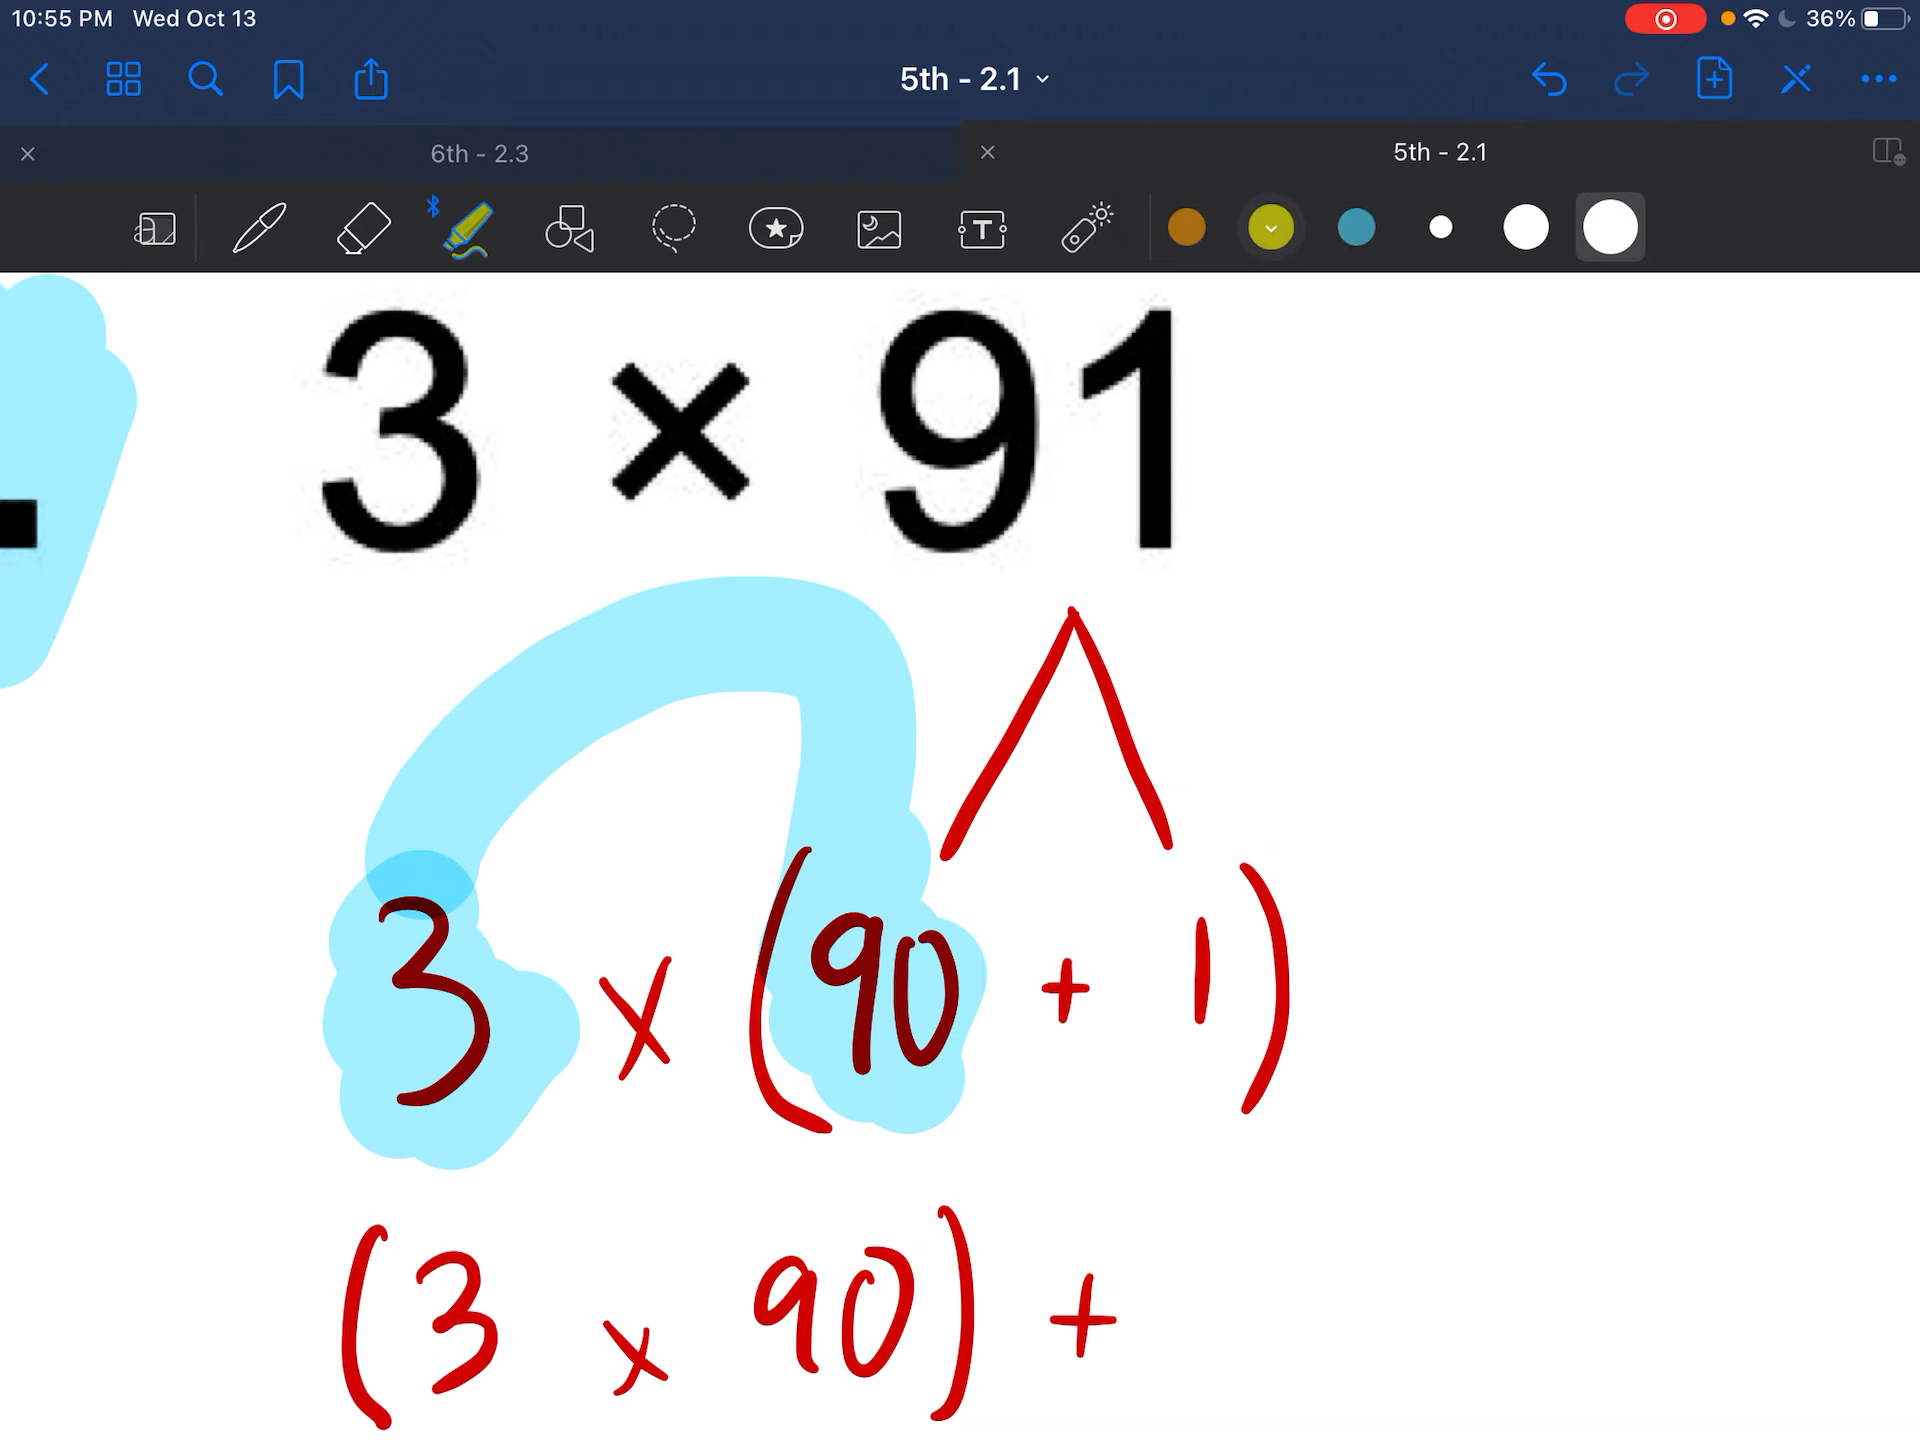 10:55 PM Wed Oct 13 36%
5th - 2.1
6th - 2.3 5th - 2.1
3 × 91
3 x (90 + 1)
(3 x 90) +